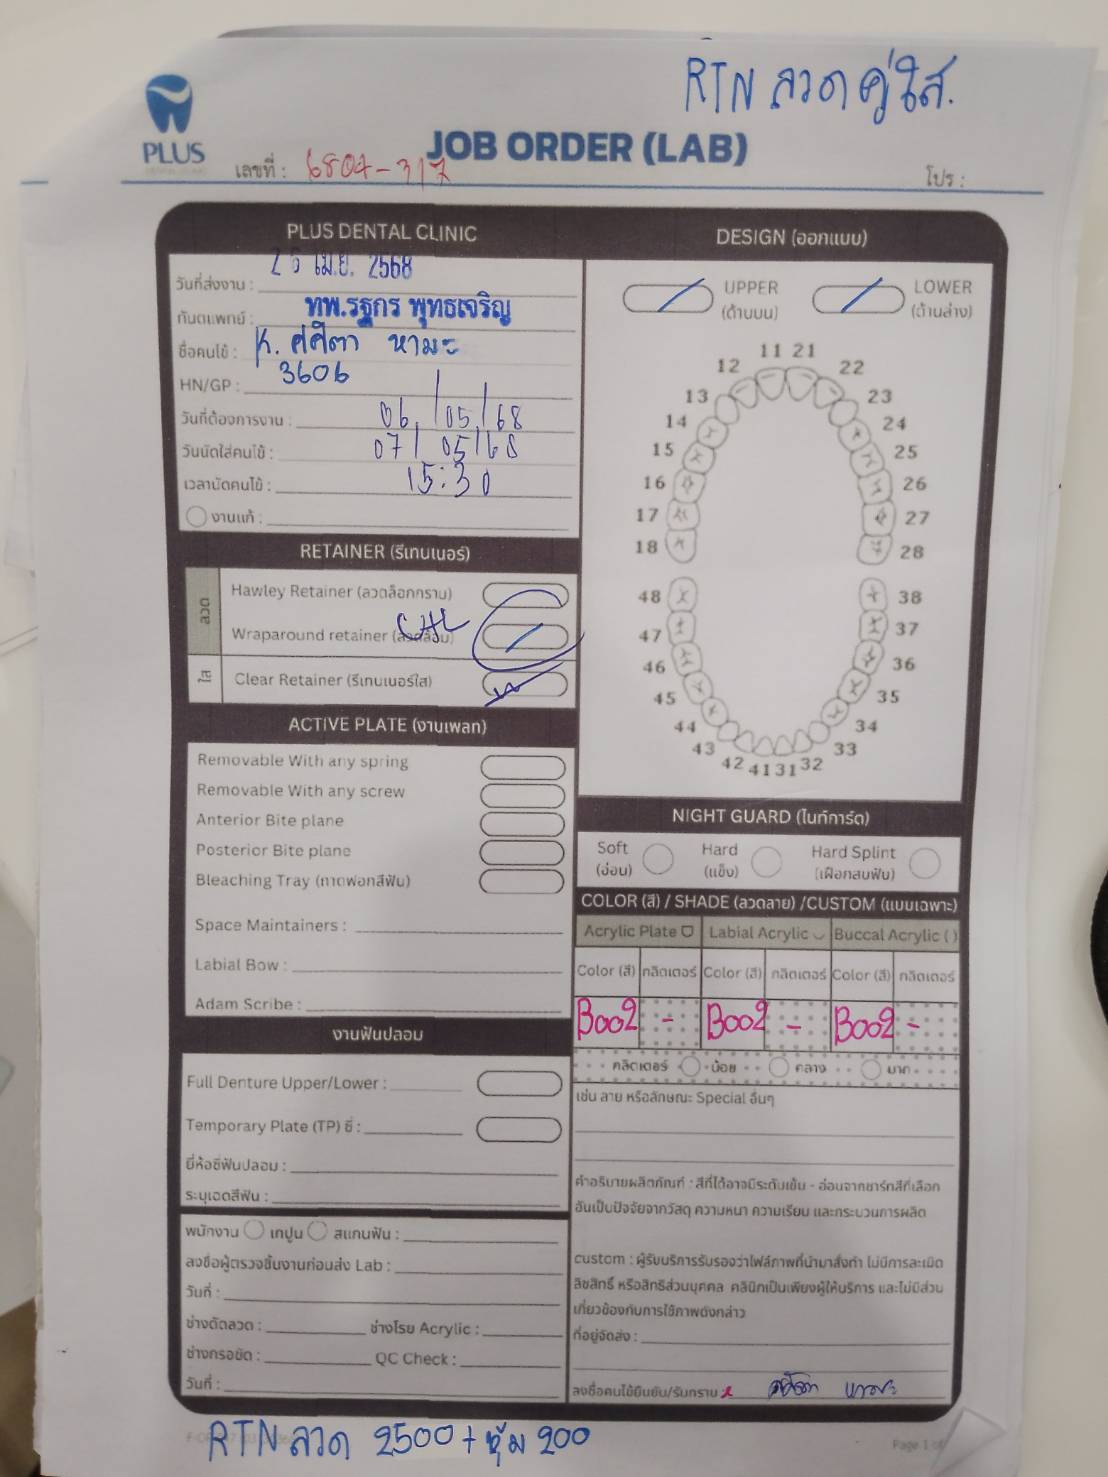 RTN ลวด คู่ ใส.
PLUS
JOB ORDER (LAB)
เลขที่ : 6804-317
โปร :
PLUS DENTAL CLINIC
วันที่ส่งงาน : 26 เม.ย. 2568
ทันตแพทย์ : ทพ.รฐกร พุทธเจริญ
ชื่อคนไข้ : K. ศศิตา หามะ
HN/GP : 3606
วันที่ต้องการงาน : 06/05/68
วันนัดใส่คนไข้ : 07/05/68
เวลานัดคนไข้ : 15:30
งานแก้ :
RETAINER (รีเทนเนอร์)
ลวด
Hawley Retainer (ลวดล็อกกราม)
Wraparound retainer (ลวดล้อม)
CHL
ใส
Clear Retainer (รีเทนเนอร์ใส)
ACTIVE PLATE (งานเพลท)
Removable With any spring
Removable With any screw
Anterior Bite plane
Posterior Bite plane
Bleaching Tray (ถาดฟอกสีฟัน)
Space Maintainers :
Labial Bow :
Adam Scribe :
งานฟันปลอม
Full Denture Upper/Lower :
Temporary Plate (TP) ซี่ :
ยี่ห้อซี่ฟันปลอม :
ระบุเฉดสีฟัน :
พนักงาน เทปูน สแกนฟัน :
ลงชื่อผู้ตรวจชิ้นงานก่อนส่ง Lab :
วันที่ :
ช่างดัดลวด : ช่างโรย Acrylic :
ช่างกรอขัด : QC Check :
วันที่ :
DESIGN (ออกแบบ)
UPPER
(ด้านบน)
LOWER
(ด้านล่าง)
11 21
12 22
13 23
14 24
15 25
16 26
17 27
18 28
48 38
47 37
46 36
45 35
44 34
43 33
42 41 31 32
NIGHT GUARD (ไนท์การ์ด)
Soft
(อ่อน)
Hard
(แข็ง)
Hard Splint
(เฝือกสบฟัน)
COLOR (สี) / SHADE (ลวดลาย) /CUSTOM (แบบเฉพาะ)
Acrylic Plate Labial Acrylic Buccal Acrylic ( )
Color (สี) กลิตเตอร์ Color (สี) กลิตเตอร์ Color (สี) กลิตเตอร์
B002 - B002 - B002 -
กลิตเตอร์ น้อย กลาง มาก
เช่น ลาย หรือลักษณะ Special อื่นๆ
คำอธิบายผลิตภัณฑ์ : สีที่ได้อาจมีระดับเข้ม - อ่อนจากชาร์ทสีที่เลือก
อันเป็นปัจจัยจากวัสดุ ความหนา ความเรียบ และกระบวนการผลิต
custom : ผู้รับบริการรับรองว่าไฟล์ภาพที่นำมาสั่งทำ ไม่มีการละเมิด
ลิขสิทธิ์ หรือสิทธิส่วนบุคคล คลินิกเป็นเพียงผู้ให้บริการ และไม่มีส่วน
เกี่ยวข้องกับการใช้ภาพดังกล่าว
ที่อยู่จัดส่ง :
ลงชื่อคนไข้ยืนยัน/รับทราบ x ศศิตา หามะ
RTN ลวด 2500 + หุ้ม 200